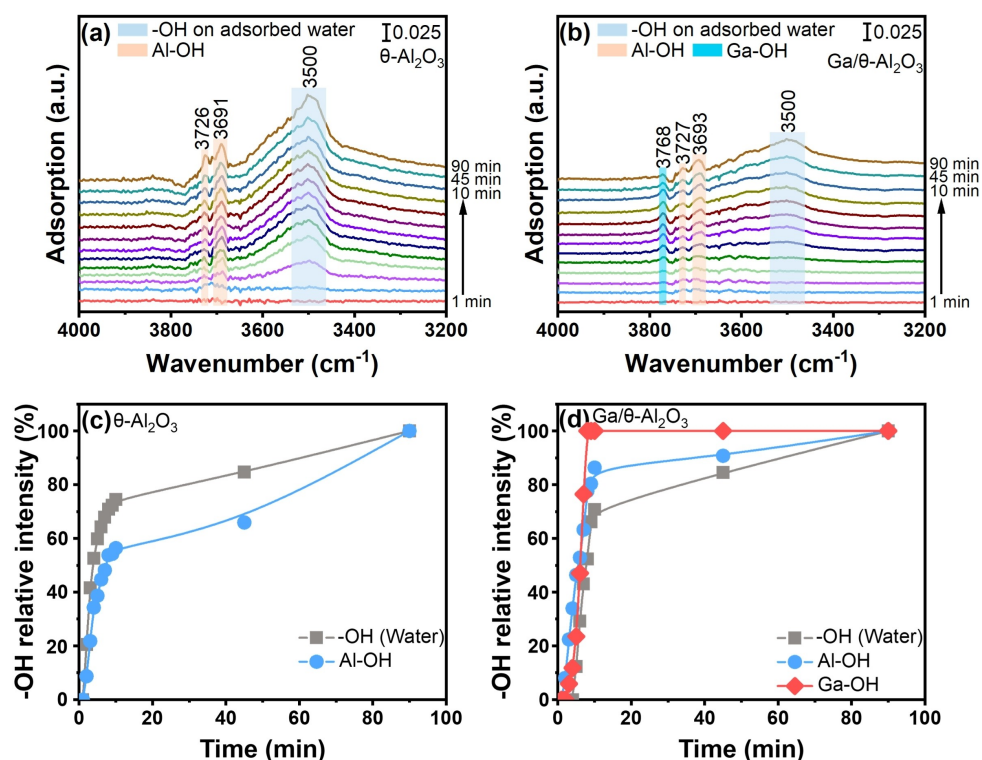 (a)
-OH on adsorbed water
Al-OH
0.025
θ-Al₂O₃
3726
3691
3500
90 min
45 min
10 min
1 min
Adsorption (a.u.)
4000 3800 3600 3400 3200
Wavenumber (cm⁻¹)
(b)
-OH on adsorbed water
Al-OH Ga-OH
0.025
Ga/θ-Al₂O₃
3768
3727
3693
3500
90 min
45 min
10 min
1 min
Adsorption (a.u.)
4000 3800 3600 3400 3200
Wavenumber (cm⁻¹)
(c) θ-Al₂O₃
-OH relative intensity (%)
100
80
60
40
20
0
-OH (Water)
Al-OH
0 20 40 60 80 100
Time (min)
(d) Ga/θ-Al₂O₃
-OH relative intensity (%)
100
80
60
40
20
0
-OH (Water)
Al-OH
Ga-OH
0 20 40 60 80 100
Time (min)